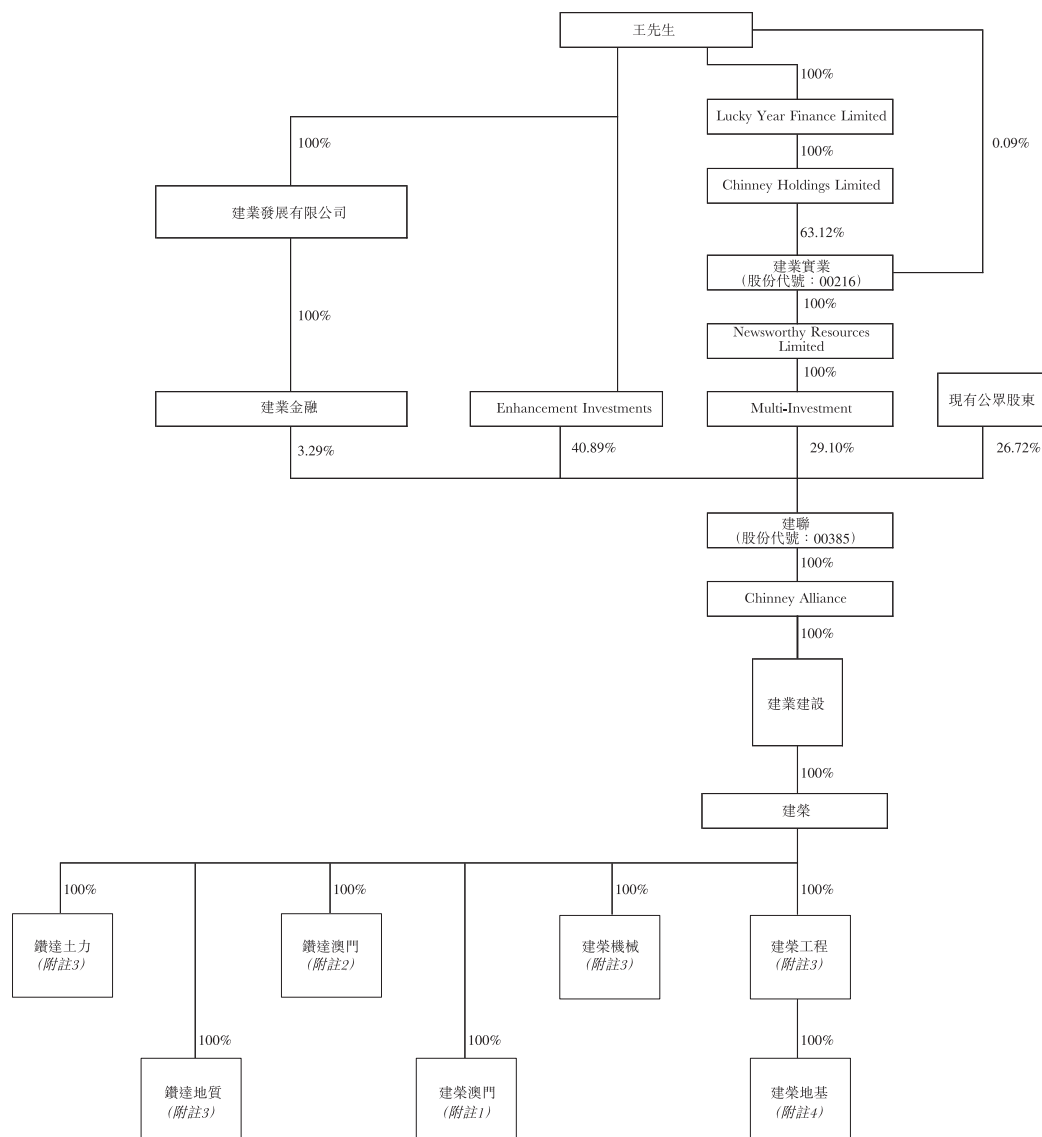 王先生
100%
Lucky Year Finance Limited
100%
100%
0.09%
建業發展有限公司
Chinney Holdings Limited
63.12%
建業實業
(股份代號：00216)
100%
100%
Newsworthy Resources
Limited
100%
建業金融
Enhancement Investments
Multi-Investment
現有公眾股東
3.29%
40.89%
29.10%
26.72%
建聯
(股份代號：00385)
100%
Chinney Alliance
100%
建業建設
100%
建榮
100%
100%
100%
100%
鑽達土力
(附註3)
鑽達澳門
(附註2)
建榮機械
(附註3)
建榮工程
(附註3)
100%
100%
100%
鑽達地質
(附註3)
建榮澳門
(附註1)
建榮地基
(附註4)